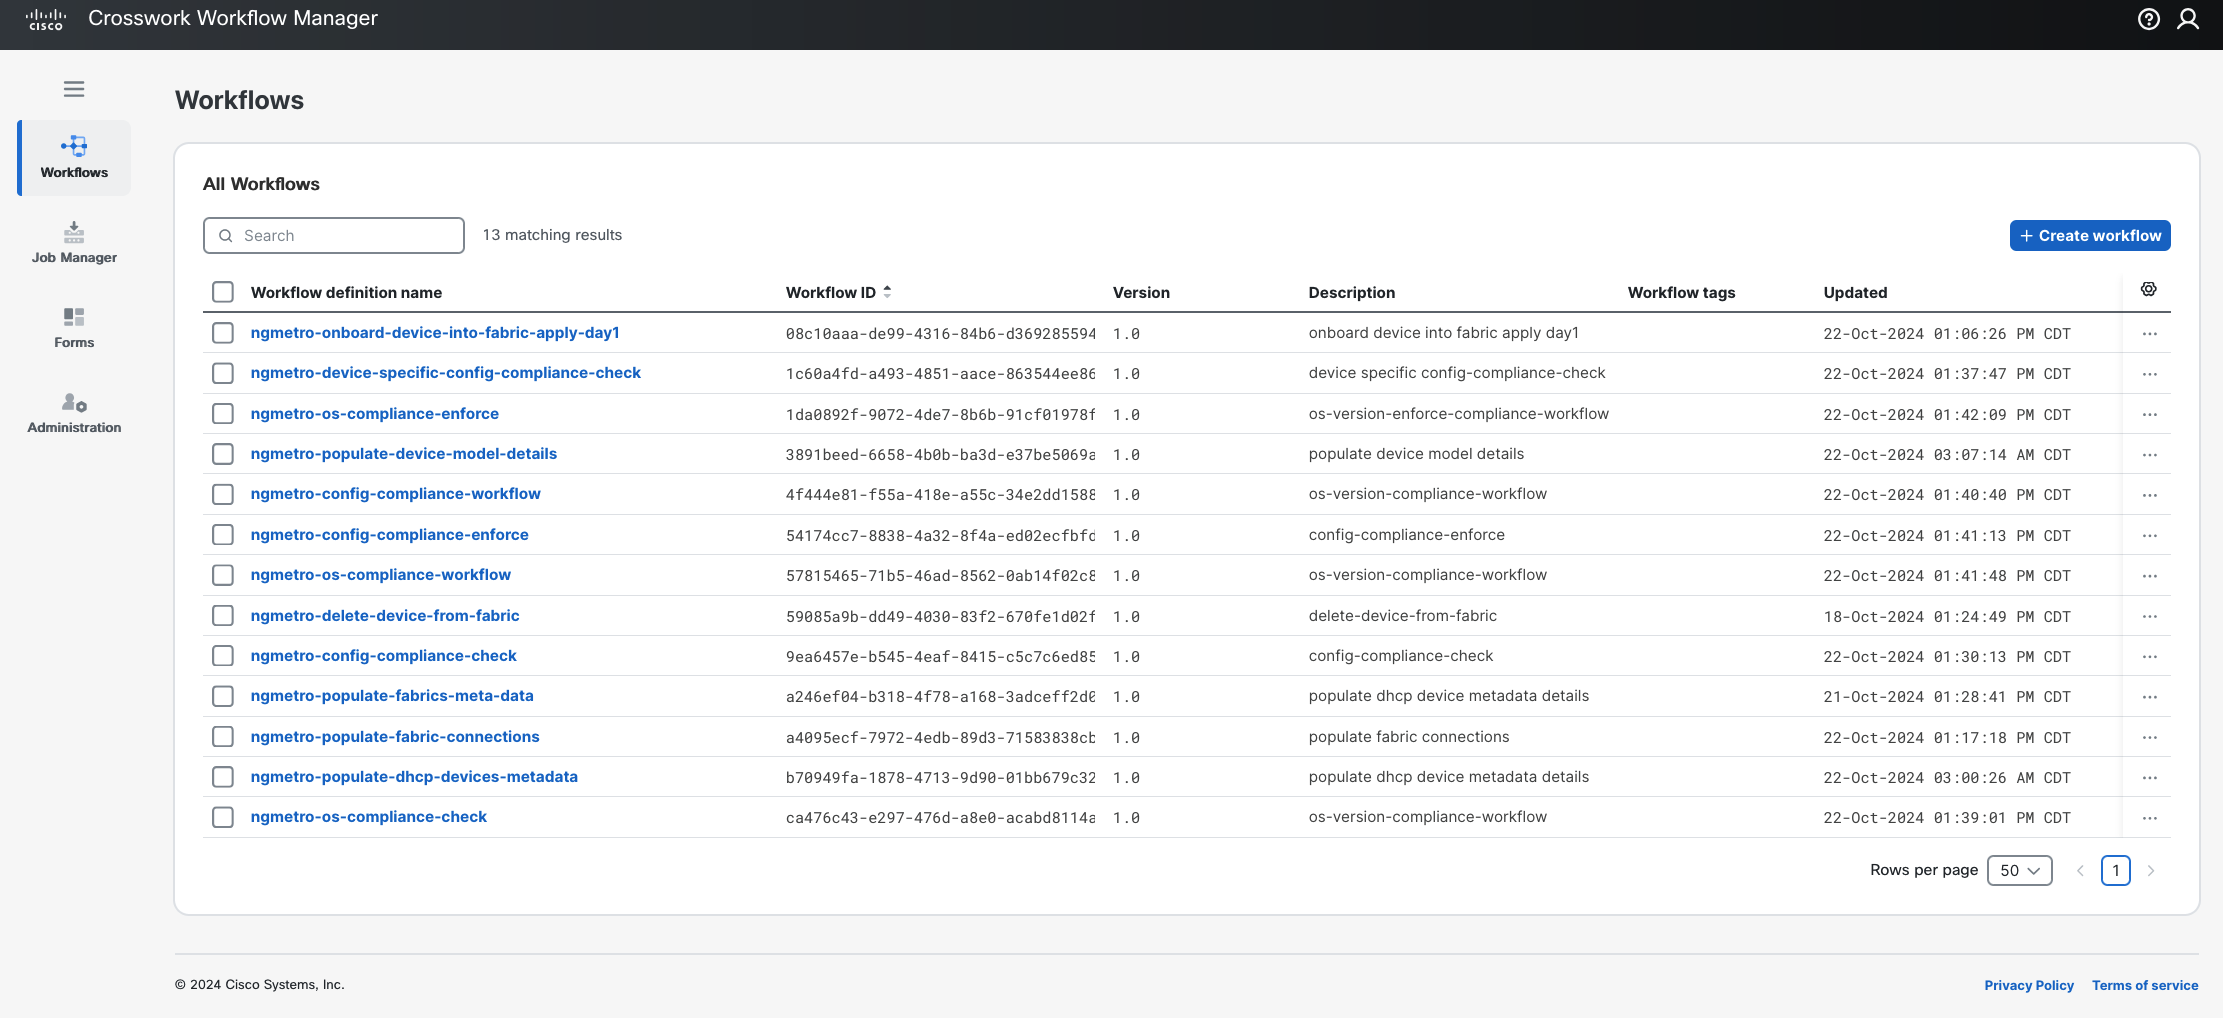 cisco Crosswork Workflow Manager
Workflows
Workflows
Job Manager
Forms
Administration
All Workflows
Search 13 matching results + Create workflow
Workflow definition name Workflow ID Version Description Workflow tags Updated
ngmetro-onboard-device-into-fabric-apply-day1 08c10aaa-de99-4316-84b6-d369285594 1.0 onboard device into fabric apply day1 22-Oct-2024 01:06:26 PM CDT ...
ngmetro-device-specific-config-compliance-check 1c60a4fd-a493-4851-aace-863544ee86 1.0 device specific config-compliance-check 22-Oct-2024 01:37:47 PM CDT ...
ngmetro-os-compliance-enforce 1da0892f-9072-4de7-8b6b-91cf01978f 1.0 os-version-enforce-compliance-workflow 22-Oct-2024 01:42:09 PM CDT ...
ngmetro-populate-device-model-details 3891beed-6658-4b0b-ba3d-e37be5069a 1.0 populate device model details 22-Oct-2024 03:07:14 AM CDT ...
ngmetro-config-compliance-workflow 4f444e81-f55a-418e-a55c-34e2dd1588 1.0 os-version-compliance-workflow 22-Oct-2024 01:40:40 PM CDT ...
ngmetro-config-compliance-enforce 54174cc7-8838-4a32-8f4a-ed02ecfbfd 1.0 config-compliance-enforce 22-Oct-2024 01:41:13 PM CDT ...
ngmetro-os-compliance-workflow 57815465-71b5-46ad-8562-0ab14f02c8 1.0 os-version-compliance-workflow 22-Oct-2024 01:41:48 PM CDT ...
ngmetro-delete-device-from-fabric 59085a9b-dd49-4030-83f2-670fe1d02f 1.0 delete-device-from-fabric 18-Oct-2024 01:24:49 PM CDT ...
ngmetro-config-compliance-check 9ea6457e-b545-4eaf-8415-c5c7c6ed85 1.0 config-compliance-check 22-Oct-2024 01:30:13 PM CDT ...
ngmetro-populate-fabrics-meta-data a246ef04-b318-4f78-a168-3adceff2d0 1.0 populate dhcp device metadata details 21-Oct-2024 01:28:41 PM CDT ...
ngmetro-populate-fabric-connections a4095ecf-7972-4edb-89d3-71583838cb 1.0 populate fabric connections 22-Oct-2024 01:17:18 PM CDT ...
ngmetro-populate-dhcp-devices-metadata b70949fa-1878-4713-9d90-01bb679c32 1.0 populate dhcp device metadata details 22-Oct-2024 03:00:26 AM CDT ...
ngmetro-os-compliance-check ca476c43-e297-476d-a8e0-acabd8114a 1.0 os-version-compliance-workflow 22-Oct-2024 01:39:01 PM CDT ...
Rows per page 50 < 1 >
© 2024 Cisco Systems, Inc. Privacy Policy Terms of service